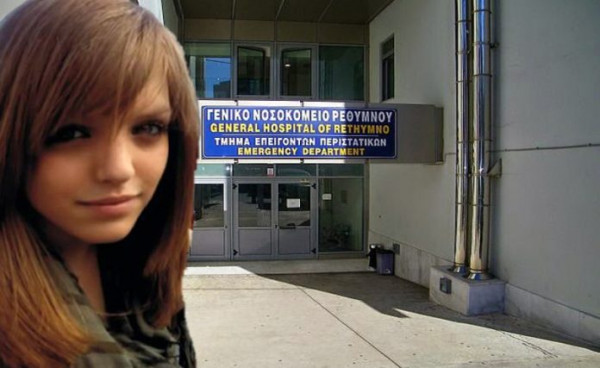 ΓΕΝΙΚΟ ΝΟΣΟΚΟΜΕΙΟ ΡΕΘΥΜΝΟΥ
GENERAL HOSPITAL OF RETHYMNO
ΤΜΗΜΑ ΕΠΕΙΓΟΝΤΩΝ ΠΕΡΙΣΤΑΤΙΚΩΝ
EMERGENCY DEPARTMENT